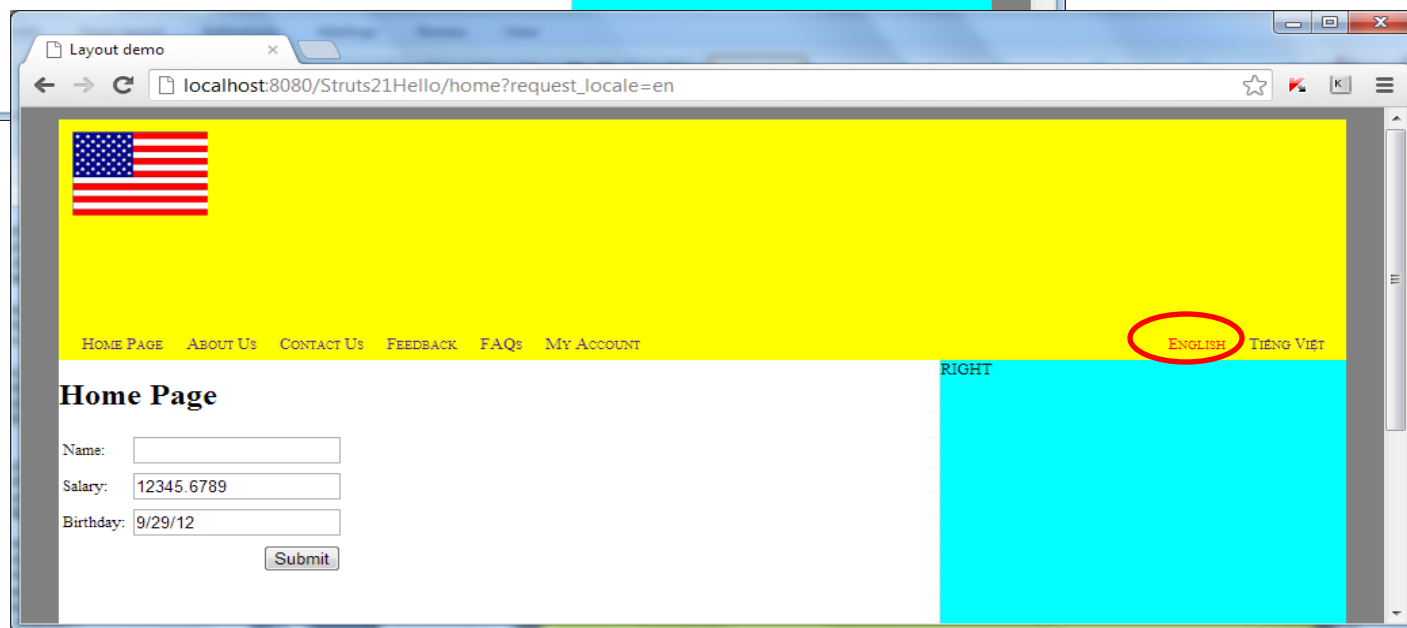 Layout demo
localhost:8080/Struts21Hello/home?request_locale=en
HOME PAGE ABOUT US CONTACT US FEEDBACK FAQS MY ACCOUNT ENGLISH TIẾNG VIỆT
RIGHT
Home Page
Name:
Salary: 12345.6789
Birthday: 9/29/12
Submit